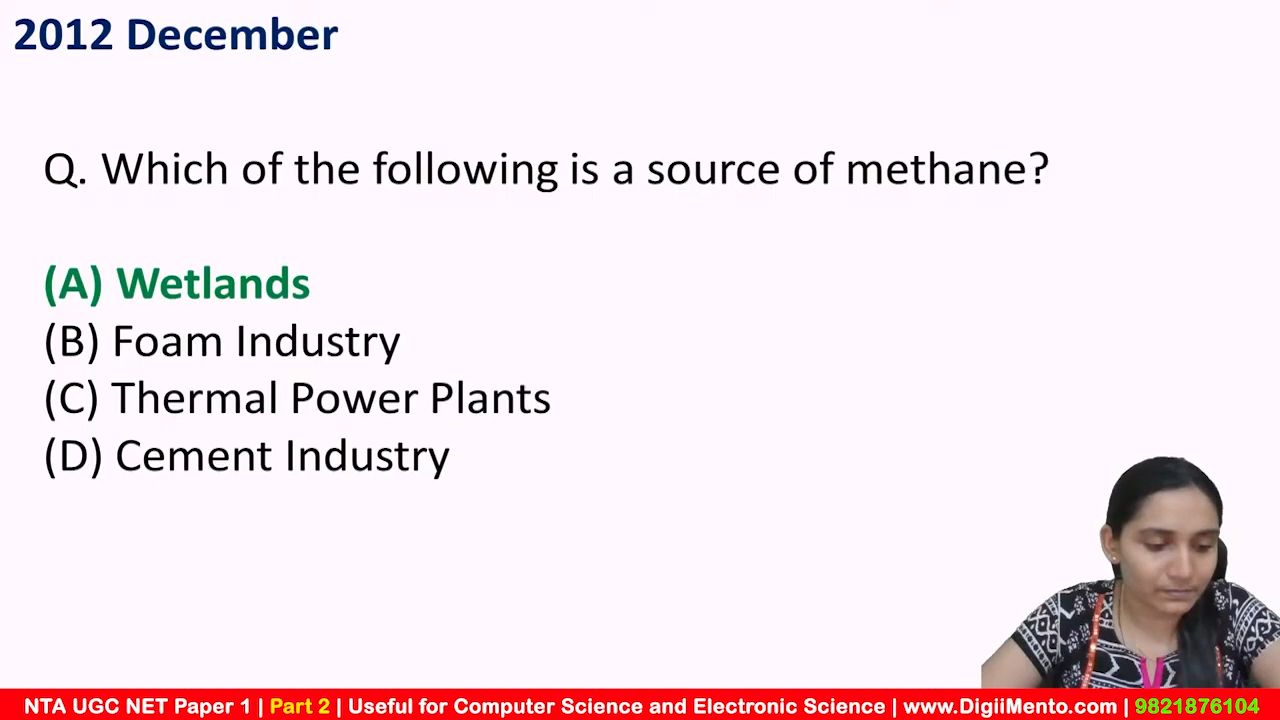 2012 December
Q. Which of the following is a source of methane?
(A) Wetlands
(B) Foam Industry
(C) Thermal Power Plants
(D) Cement Industry
NTA UGC NET Paper 1 | Part 2 | Useful for Computer Science and Electronic Science | www.DigiiMento.com | 9821876104